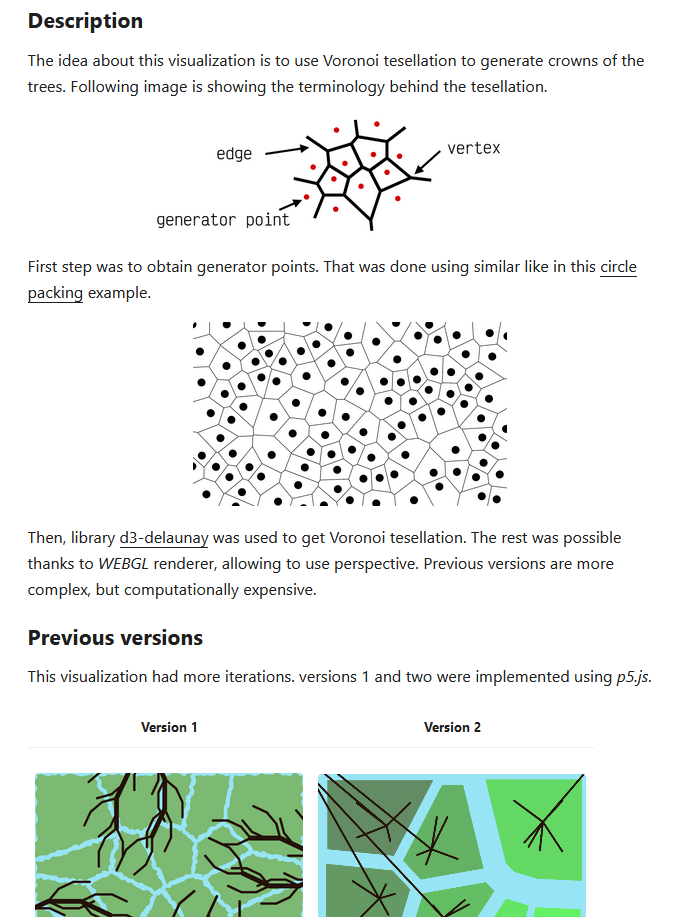 Description
The idea about this visualization is to use Voronoi tesellation to generate crowns of the
trees. Following image is showing the terminology behind the tesellation.
edge
vertex
generator point
First step was to obtain generator points. That was done using similar like in this circle
packing example.
Then, library d3-delaunay was used to get Voronoi tesellation. The rest was possible
thanks to WEBGL renderer, allowing to use perspective. Previous versions are more
complex, but computationally expensive.
Previous versions
This visualization had more iterations. versions 1 and two were implemented using p5.js.
Version 1
Version 2